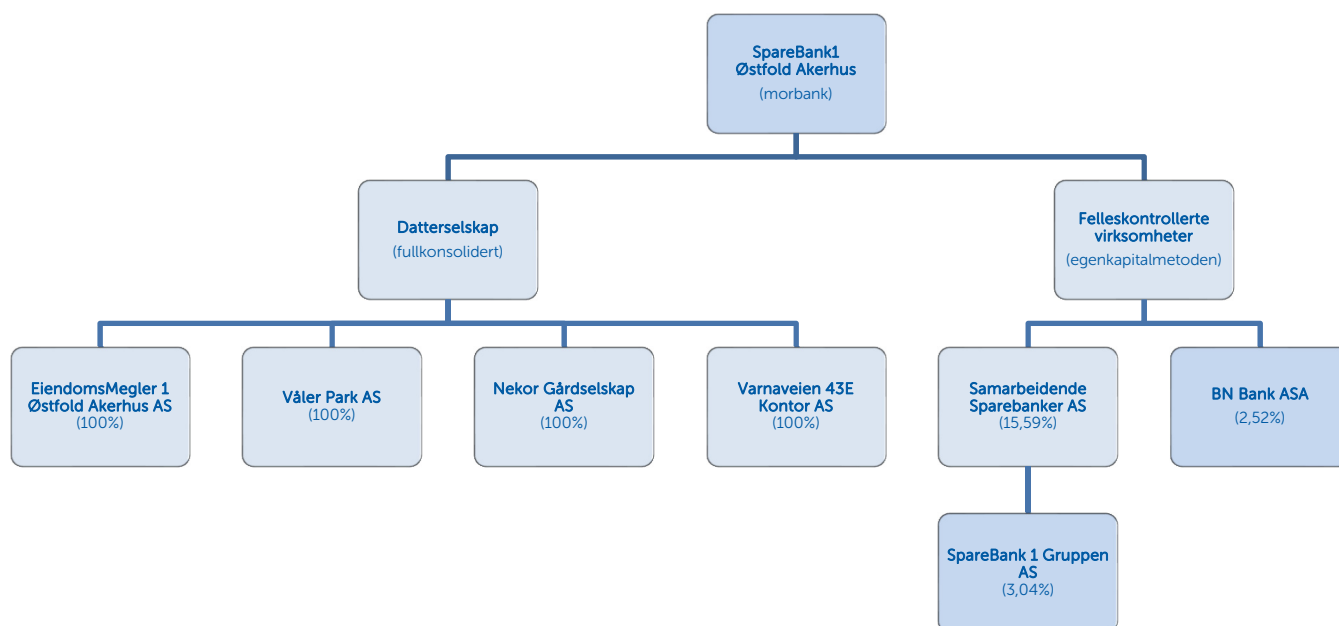 SpareBank1
Østfold Akerhus
(morbank)
Datterselskap
(fullkonsolidert)
Felleskontrollerte
virksomheter
(egenkapitalmetoden)
EiendomsMegler 1
Østfold Akerhus AS
(100%)
Våler Park AS
(100%)
Nekor Gårdselskap
AS
(100%)
Varnaveien 43E
Kontor AS
(100%)
Samarbeidende
Sparebanker AS
(15,59%)
BN Bank ASA
(2,52%)
SpareBank 1 Gruppen
AS
(3,04%)